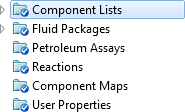 Component Lists
Fluid Packages
Petroleum Assays
Reactions
Component Maps
User Properties